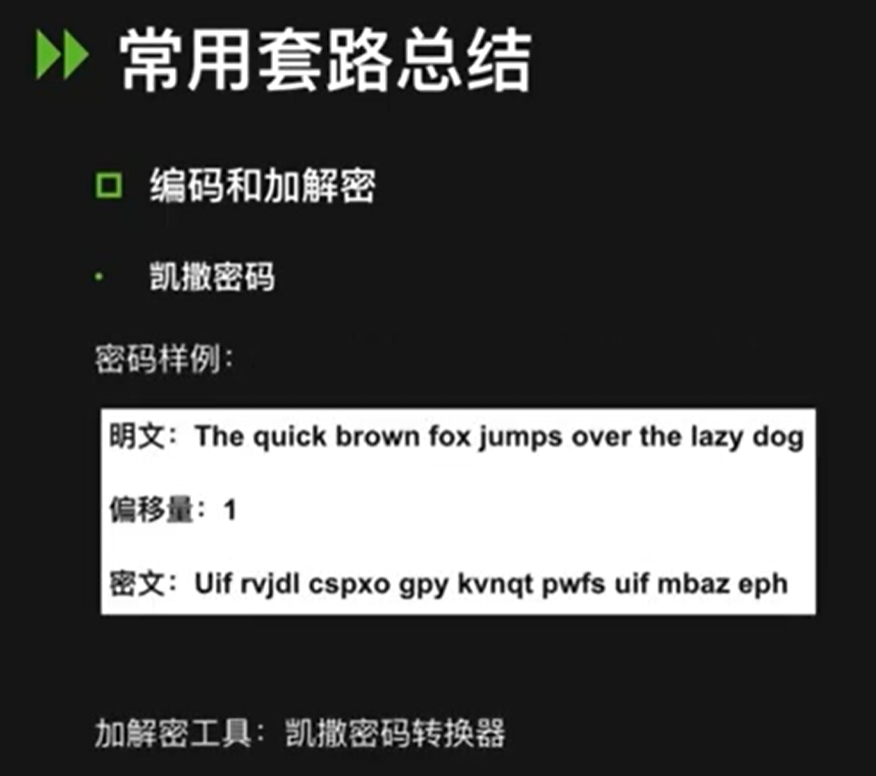 常用套路总结
编码和加解密
凯撒密码
密码样例：
明文：The quick brown fox jumps over the lazy dog
偏移量：1
密文：Uif rvjdl cspxo gpy kvnqt pwfs uif mbaz eph
加解密工具：凯撒密码转换器